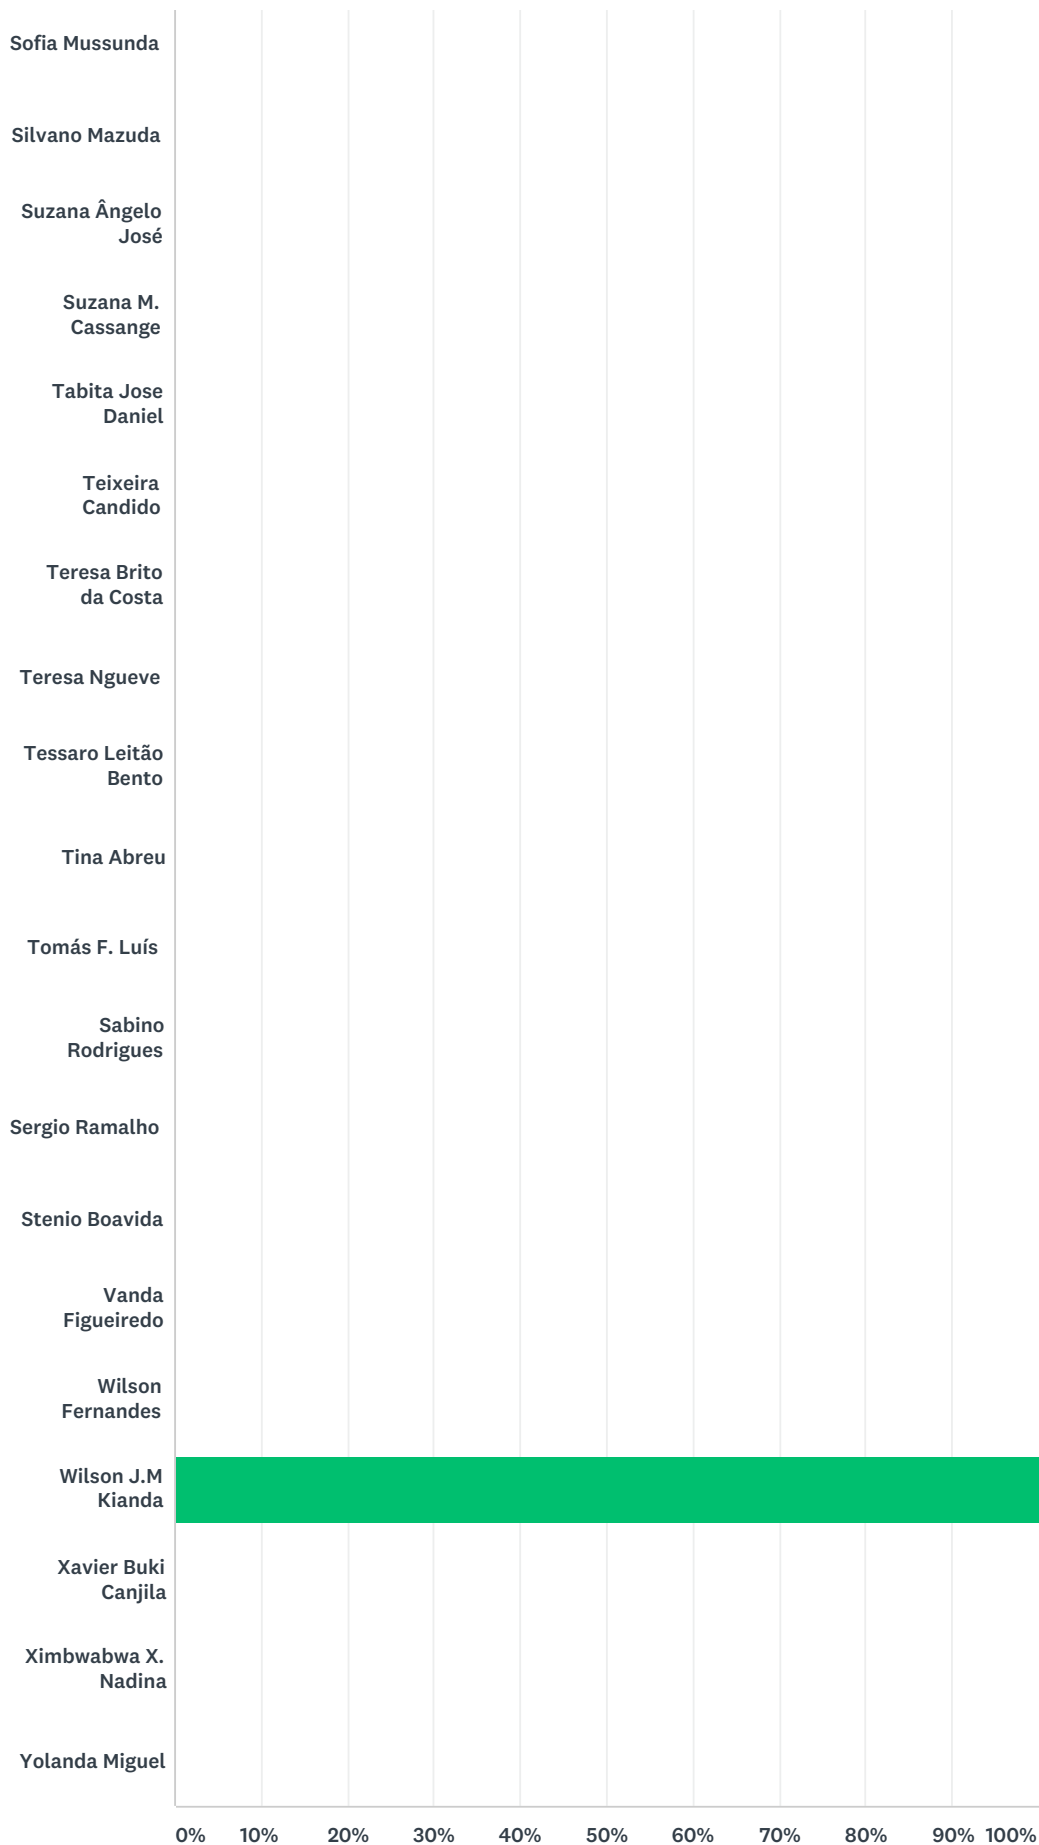 Sofia Mussunda
Silvano Mazuda
Suzana Ângelo
José
Suzana M.
Cassange
Tabita Jose
Daniel
Teixeira
Candido
Teresa Brito
da Costa
Teresa Ngueve
Tessaro Leitão
Bento
Tina Abreu
Tomás F. Luís
Sabino
Rodrigues
Sergio Ramalho
Stenio Boavida
Vanda
Figueiredo
Wilson
Fernandes
Wilson J.M
Kianda
Xavier Buki
Canjila
Ximbwabwa X.
Nadina
Yolanda Miguel
0% 10% 20% 30% 40% 50% 60% 70% 80% 90% 100%